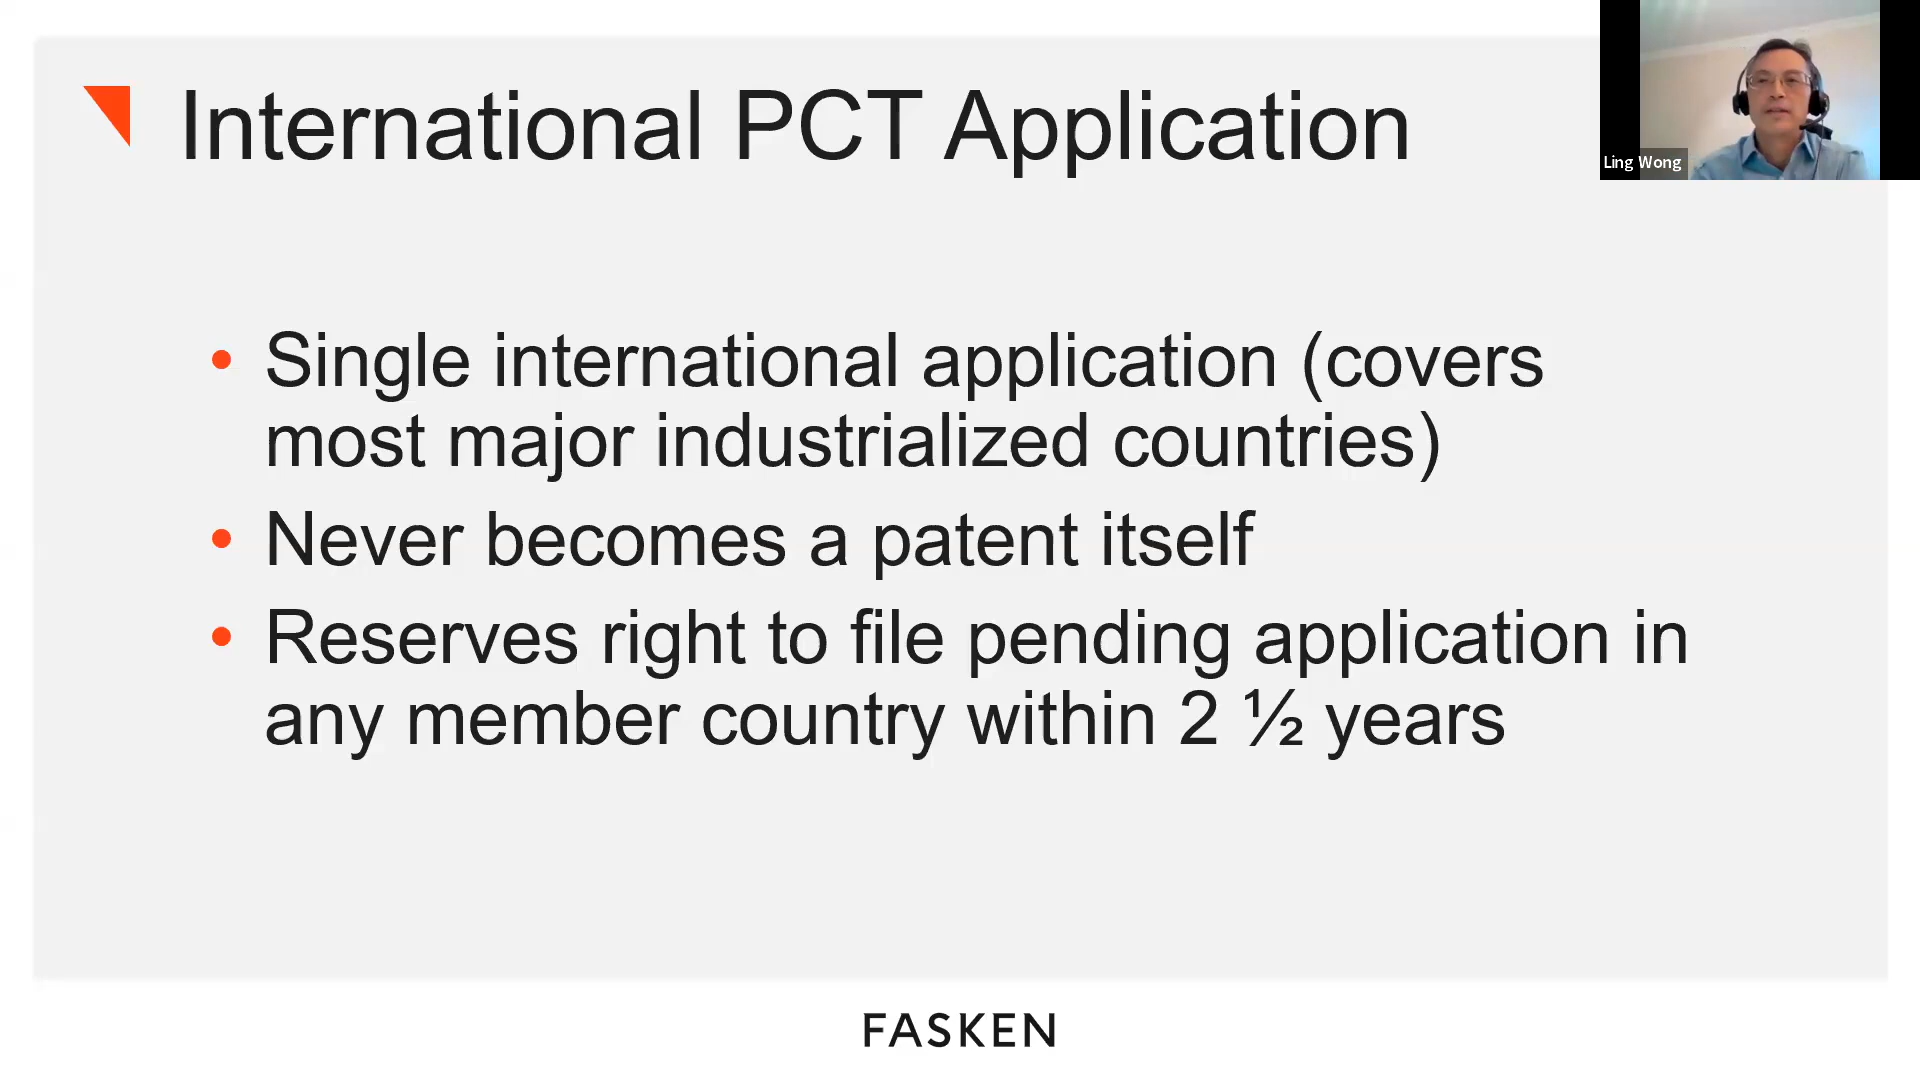 International PCT Application
Ling Wong
• Single international application (covers
most major industrialized countries)
• Never becomes a patent itself
• Reserves right to file pending application in
any member country within 2 ½ years
FASKEN